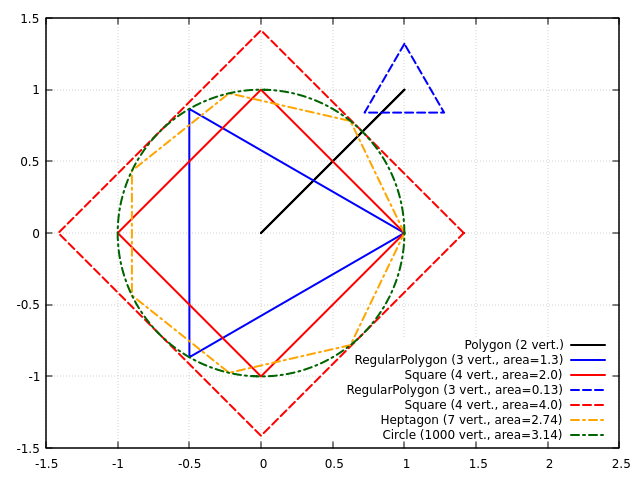 1.5
1
0.5
0
-0.5
-1
-1.5
Polygon (2 vert.)
RegularPolygon (3 vert., area=1.3)
Square (4 vert., area=2.0)
RegularPolygon (3 vert., area=0.13)
Square (4 vert., area=4.0)
Heptagon (7 vert., area=2.74)
Circle (1000 vert., area=3.14)
-1.5 -1 -0.5 0 0.5 1 1.5 2 2.5